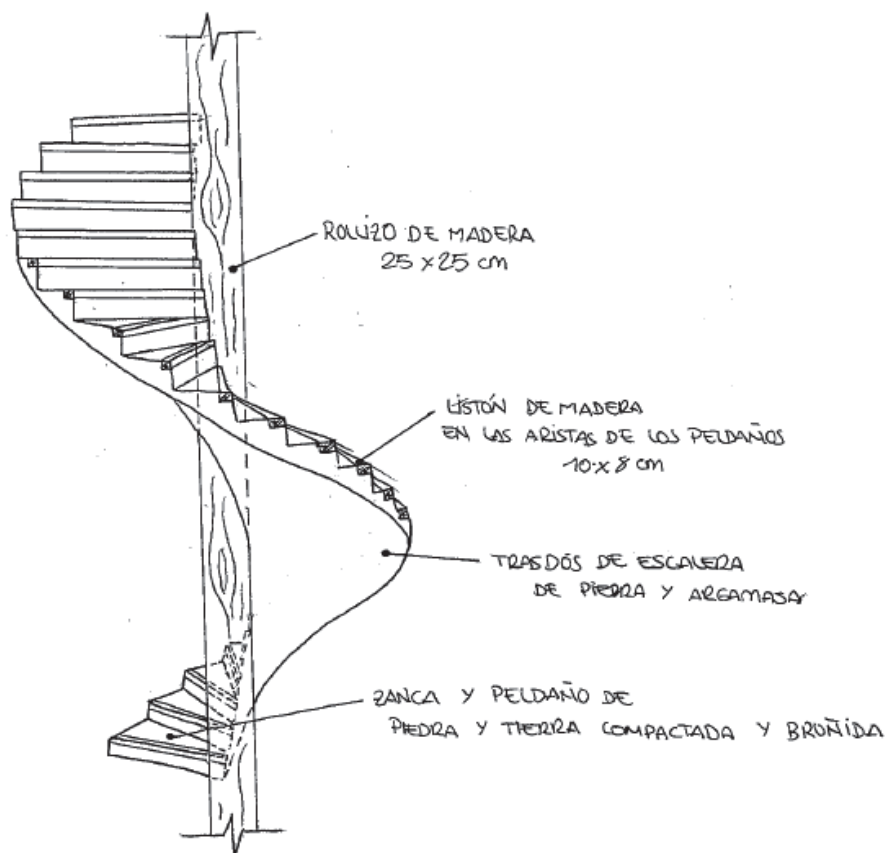 ROLLIZO DE MADERA
25 x 25 cm
LISTÓN DE MADERA
EN LAS ARISTAS DE LOS PELDAÑOS
10 x 8 cm
TRASDÓS DE ESCALERA
DE PIEDRA Y ARGAMASA
ZANCA Y PELDAÑO DE
PIEDRA Y TIERRA COMPACTADA Y BRUÑIDA